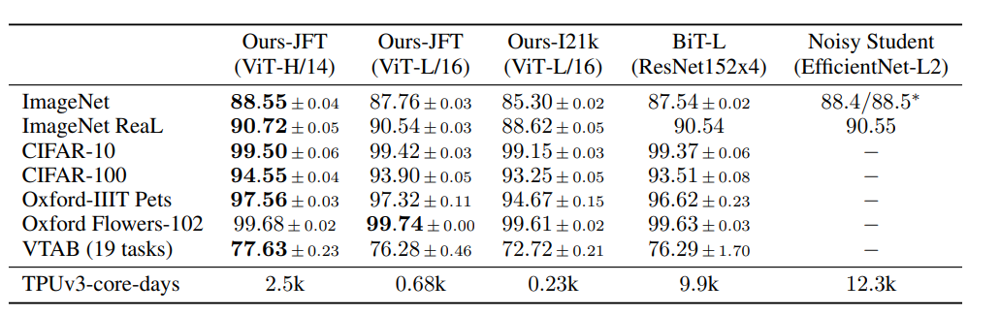 Ours-JFT Ours-JFT Ours-I21k BiT-L Noisy Student
(ViT-H/14) (ViT-L/16) (ViT-L/16) (ResNet152x4) (EfficientNet-L2)
ImageNet 88.55 ± 0.04 87.76 ± 0.03 85.30 ± 0.02 87.54 ± 0.02 88.4/88.5*
ImageNet ReaL 90.72 ± 0.05 90.54 ± 0.03 88.62 ± 0.05 90.54 90.55
CIFAR-10 99.50 ± 0.06 99.42 ± 0.03 99.15 ± 0.03 99.37 ± 0.06 −
CIFAR-100 94.55 ± 0.04 93.90 ± 0.05 93.25 ± 0.05 93.51 ± 0.08 −
Oxford-IIIT Pets 97.56 ± 0.03 97.32 ± 0.11 94.67 ± 0.15 96.62 ± 0.23 −
Oxford Flowers-102 99.68 ± 0.02 99.74 ± 0.00 99.61 ± 0.02 99.63 ± 0.03 −
VTAB (19 tasks) 77.63 ± 0.23 76.28 ± 0.46 72.72 ± 0.21 76.29 ± 1.70 −
TPUv3-core-days 2.5k 0.68k 0.23k 9.9k 12.3k